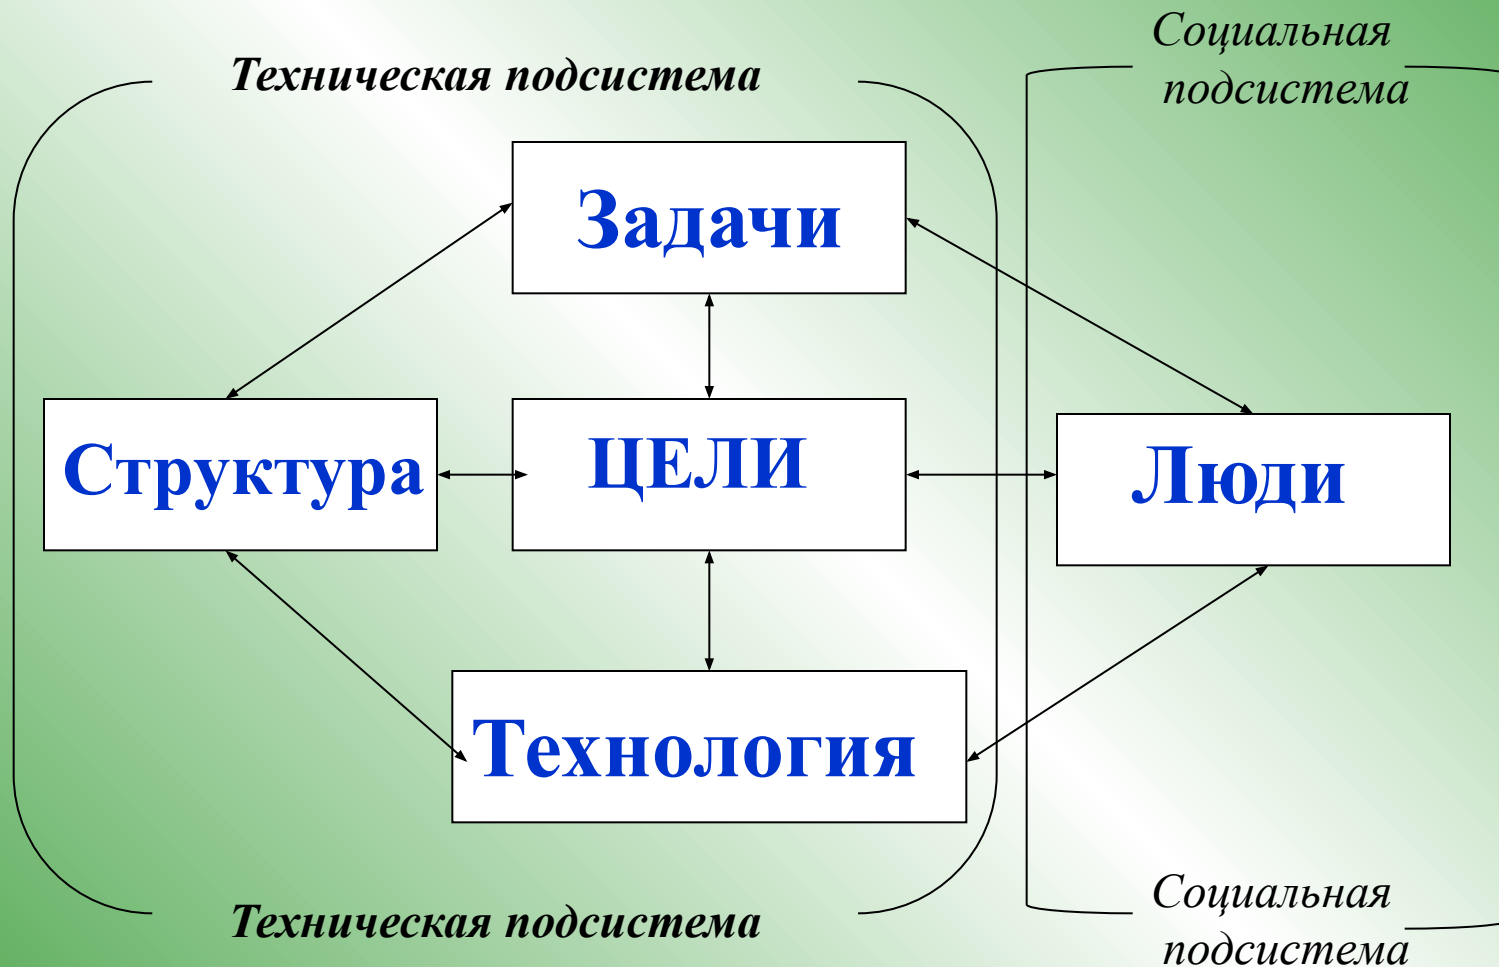 Социальная
подсистема
Техническая подсистема
Задачи
Структура
ЦЕЛИ
Люди
Технология
Социальная
подсистема
Техническая подсистема